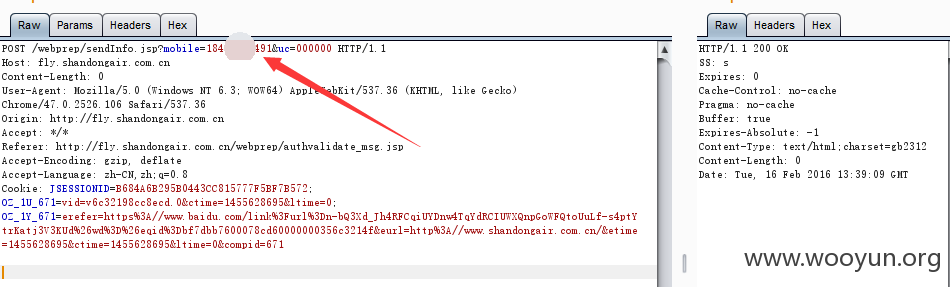 Raw Params Headers Hex
POST /webprep/sendInfo.jsp?mobile=184 491&uc=000000 HTTP/1.1
Host: fly.shandongair.com.cn
Content-Length: 0
User-Agent: Mozilla/5.0 (Windows NT 6.3; WOW64) AppleWebKit/537.36 (KHTML, like Gecko)
Chrome/47.0.2526.106 Safari/537.36
Origin: http://fly.shandongair.com.cn
Accept: */*
Referer: http://fly.shandongair.com.cn/webprep/authvalidate_msg.jsp
Accept-Encoding: gzip, deflate
Accept-Language: zh-CN,zh;q=0.8
Cookie: JSESSIONID=B684A6B295B0443CC815777F5BF7B572;
OZ_1U_671=vid=v6c32198cc8ecd.0&ctime=1455628695&ltime=0;
OZ_1Y_671=erefer=https%3A//www.baidu.com/link%3Furl%3Dn-bQ3Xd_Jh4RFCqiUYDnw4TqYdRCIUWXQnpGoWFQtoUuLf-s4ptY
trKatj3V3KUd%26wd%3D%26eqid%3Dbf7dbb7600078cd60000000356c3214f&eurl=http%3A//www.shandongair.com.cn/&etime
=1455628695&ctime=1455628695&ltime=0&compid=671
Raw Headers Hex
HTTP/1.1 200 OK
SS: s
Expires: 0
Cache-Control: no-cache
Pragma: no-cache
Buffer: true
Expires-Absolute: -1
Content-Type: text/html;charset=gb2312
Content-Length: 0
Date: Tue, 16 Feb 2016 13:39:09 GMT
www.wooyun.org